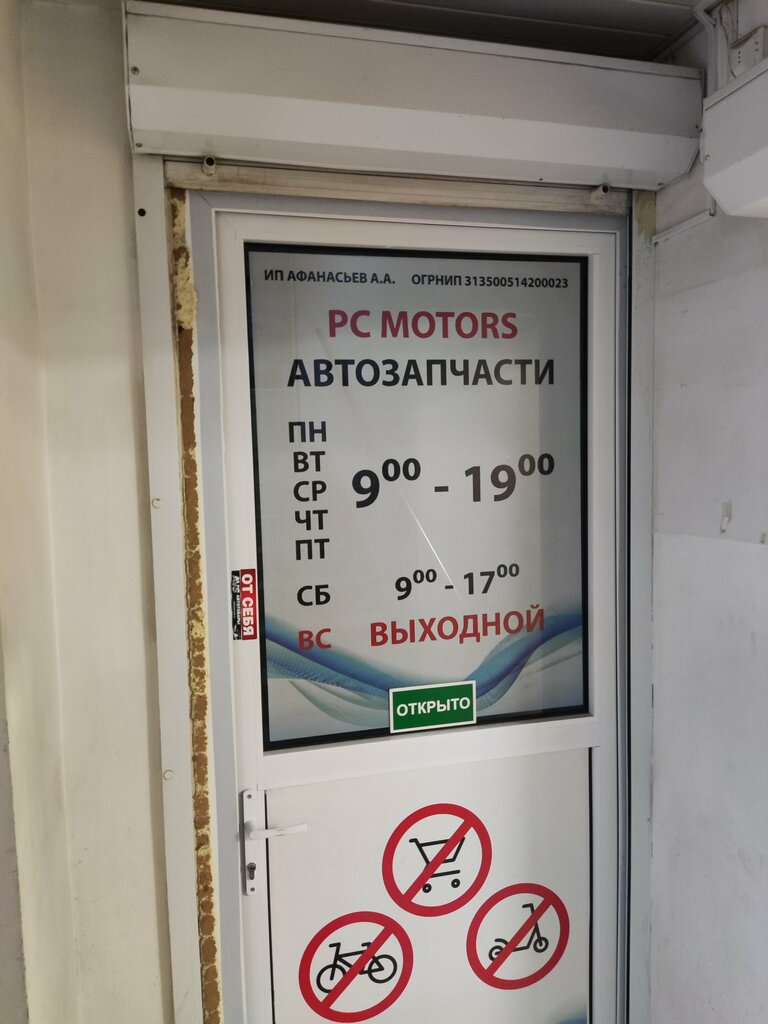 ИП АФАНАСЬЕВ А.А. ОГРНИП 313500514200023
PC MOTORS
АВТОЗАПЧАСТИ
ПН
ВТ
СР
ЧТ
ПТ
9⁰⁰ - 19⁰⁰
СБ 9⁰⁰ - 17⁰⁰
ВС ВЫХОДНОЙ
ОТ СЕБЯ
ОТКРЫТО